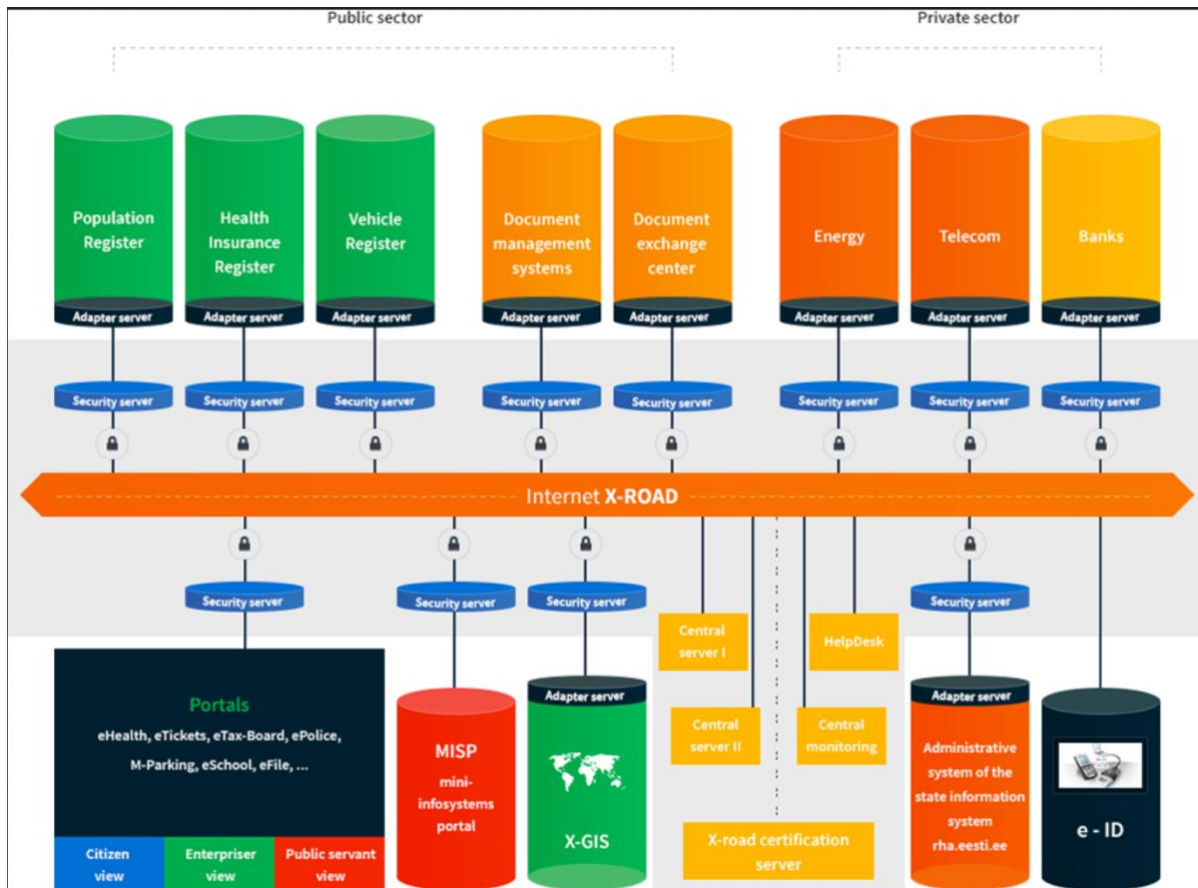 Public sector
Private sector
Population
Register
Health
Insurance
Register
Vehicle
Register
Document
management
systems
Document
exchange
center
Energy
Telecom
Banks
Adapter server
Adapter server
Adapter server
Adapter server
Adapter server
Adapter server
Adapter server
Adapter server
Security server
Security server
Security server
Security server
Security server
Security server
Security server
Security server
Internet X-ROAD
Security server
Security server
Security server
Security server
Portals
eHealth, eTickets, eTax-Board, ePolice,
M-Parking, eSchool, eFile, ...
Citizen
view
Enterpriser
view
Public servant
view
MISP
mini-
infosystems
portal
Adapter server
X-GIS
Central
server I
HelpDesk
Central
server II
Central
monitoring
X-road certification
server
Adapter server
Administrative
system of the
state information
system
rha.eesti.ee
e - ID